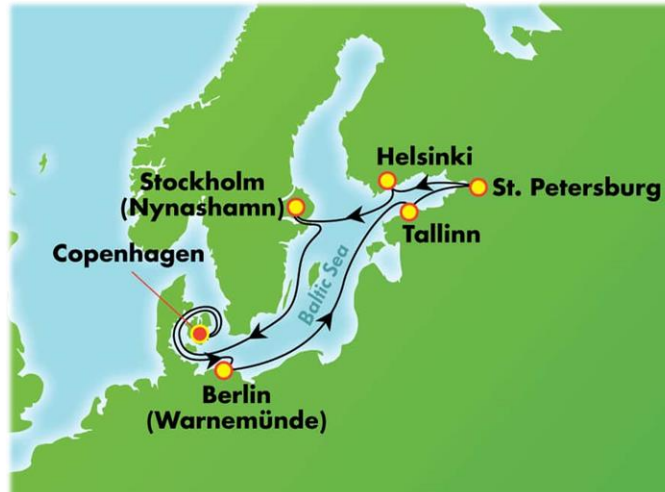 Helsinki
St. Petersburg
Stockholm
(Nynashamn)
Tallinn
Copenhagen
Baltic Sea
Berlin
(Warnemünde)